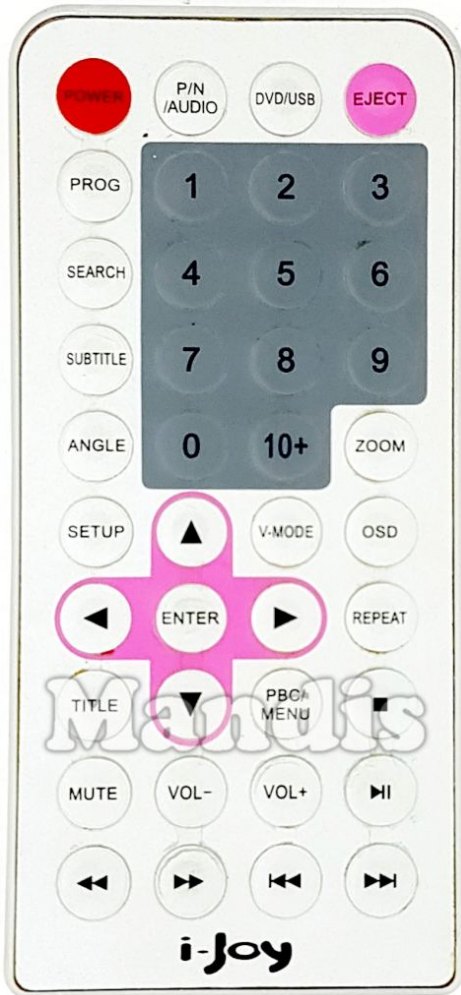 POWER
P/N
/AUDIO
DVD/USB
EJECT
PROG
1
2
3
SEARCH
4
5
6
SUBTITLE
7
8
9
ANGLE
0
10+
ZOOM
SETUP
V-MODE
OSD
ENTER
REPEAT
TITLE
PBC/
MENU
Mandis
MUTE
VOL-
VOL+
i-Joy